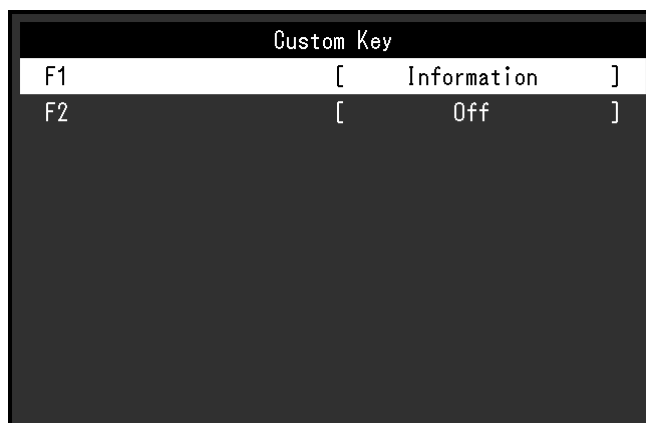 Custom Key
F1 [ Information ]
F2 [ Off ]